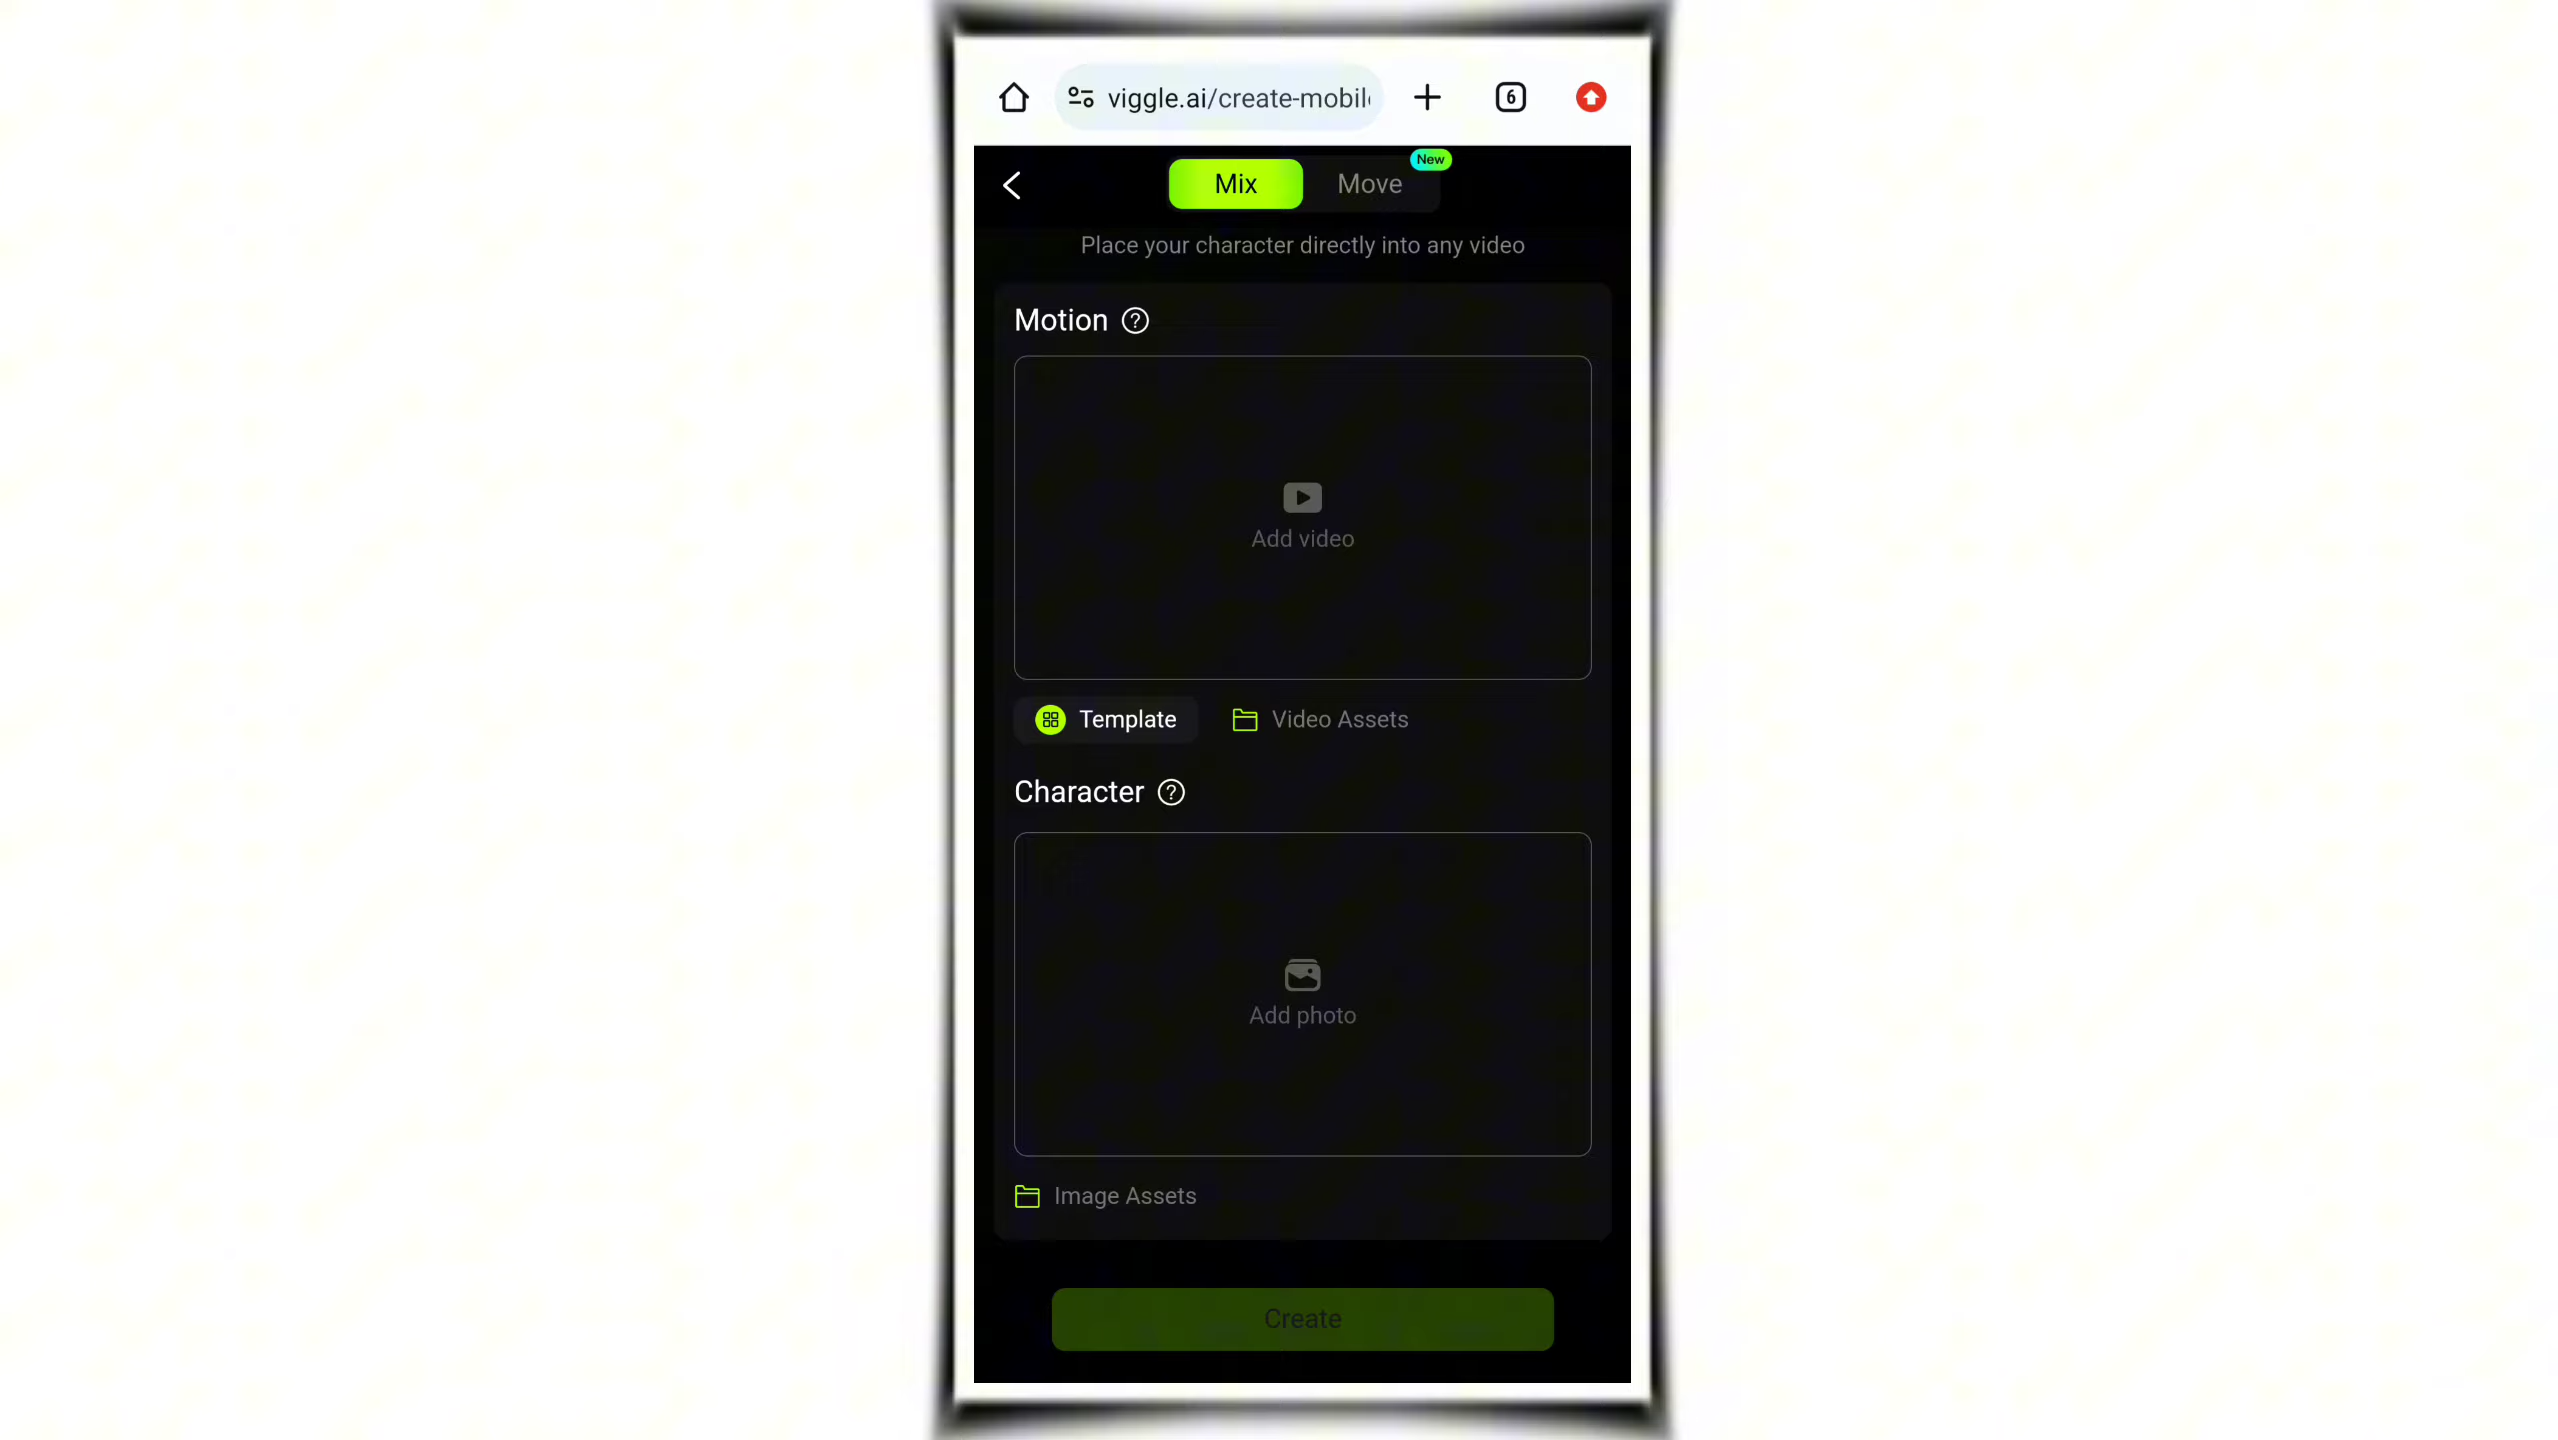 viggle.ai/create-mobil
6
New
Mix
Move
Place your character directly into any video
Motion ?
Add video
Template
Video Assets
Character ?
Add photo
Image Assets
Create